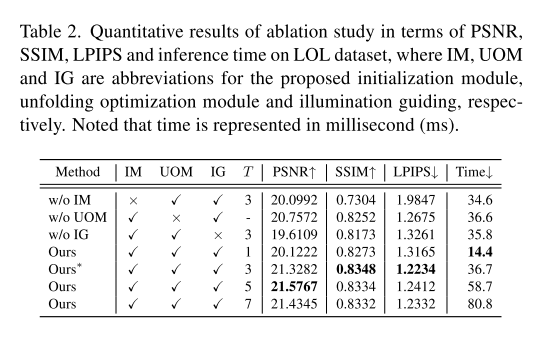 Table 2. Quantitative results of ablation study in terms of PSNR,
SSIM, LPIPS and inference time on LOL dataset, where IM, UOM
and IG are abbreviations for the proposed initialization module,
unfolding optimization module and illumination guiding, respec-
tively. Noted that time is represented in millisecond (ms).
Method IM UOM IG T PSNR↑ SSIM↑ LPIPS↓ Time↓
w/o IM × ✓ ✓ 3 20.0992 0.7304 1.9847 34.6
w/o UOM ✓ × ✓ - 20.7572 0.8252 1.2675 36.6
w/o IG ✓ ✓ × 3 19.6109 0.8173 1.3261 35.8
Ours ✓ ✓ ✓ 1 20.1222 0.8273 1.3165 14.4
Ours* ✓ ✓ ✓ 3 21.3282 0.8348 1.2234 36.7
Ours ✓ ✓ ✓ 5 21.5767 0.8334 1.2412 58.7
Ours ✓ ✓ ✓ 7 21.4345 0.8332 1.2332 80.8